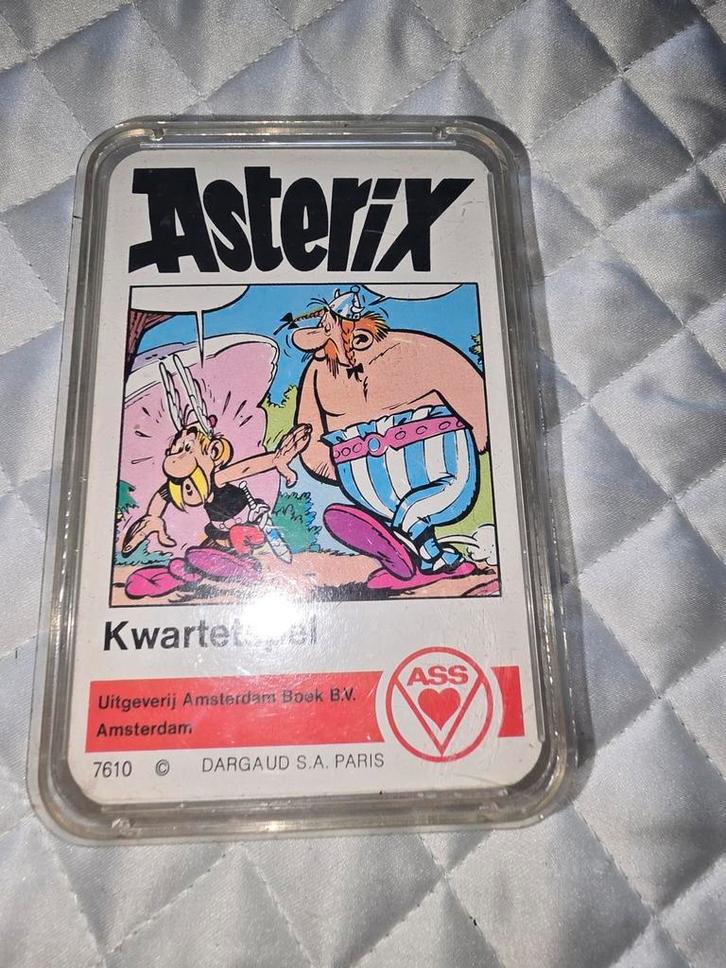 Asterix
Kwartetspel
Uitgeverij Amsterdam Boek B.V.
Amsterdam
ASS
7610 © DARGAUD S.A. PARIS